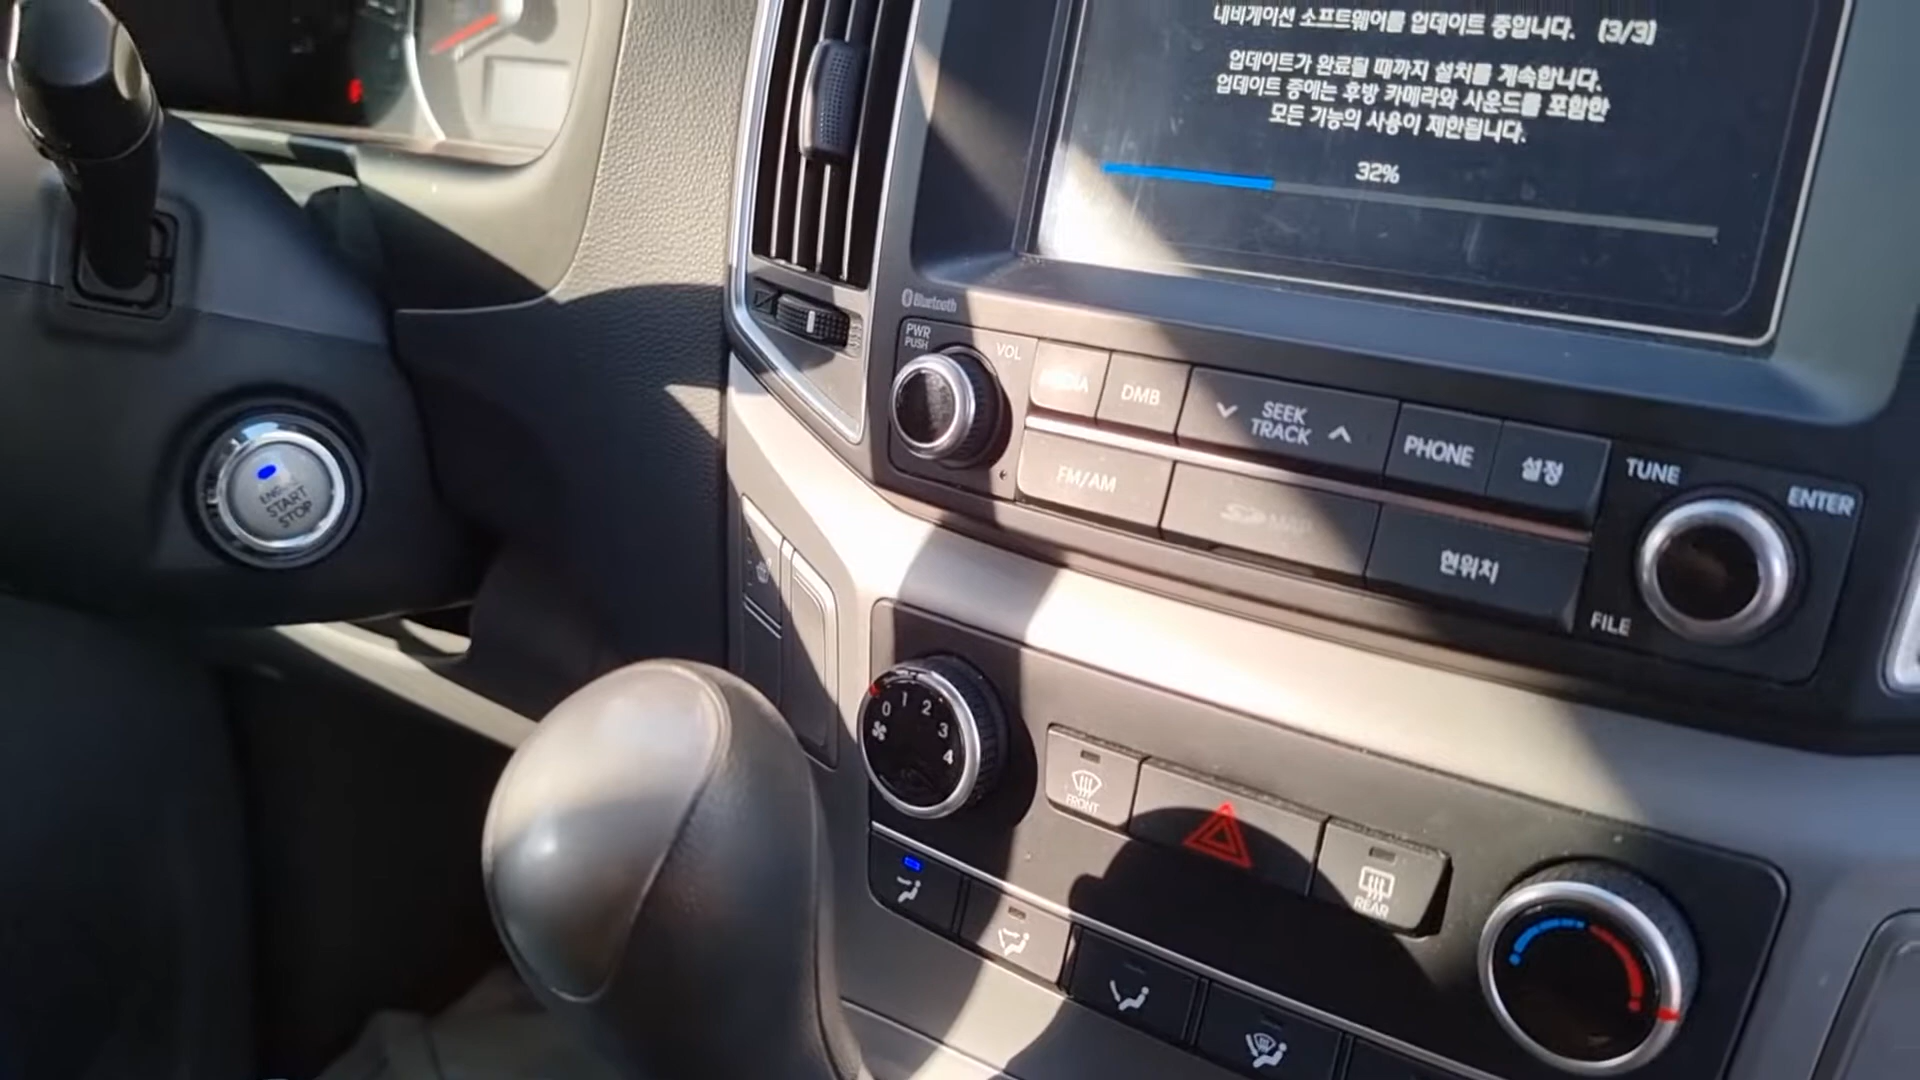 내비게이션 소프트웨어를 업데이트 중입니다. (3/3)
업데이트가 완료될 때까지 설치를 계속합니다.
업데이트 중에는 후방 카메라와 사운드를 포함한
모든 기능의 사용이 제한됩니다.
32%
Bluetooth
PWR
PUSH
VOL
MEDIA
DMB
SEEK
TRACK
PHONE
설정
TUNE
ENTER
FM/AM
MAP
현위치
FILE
ENGINE
START
STOP
0 1 2 3 4
FRONT
REAR